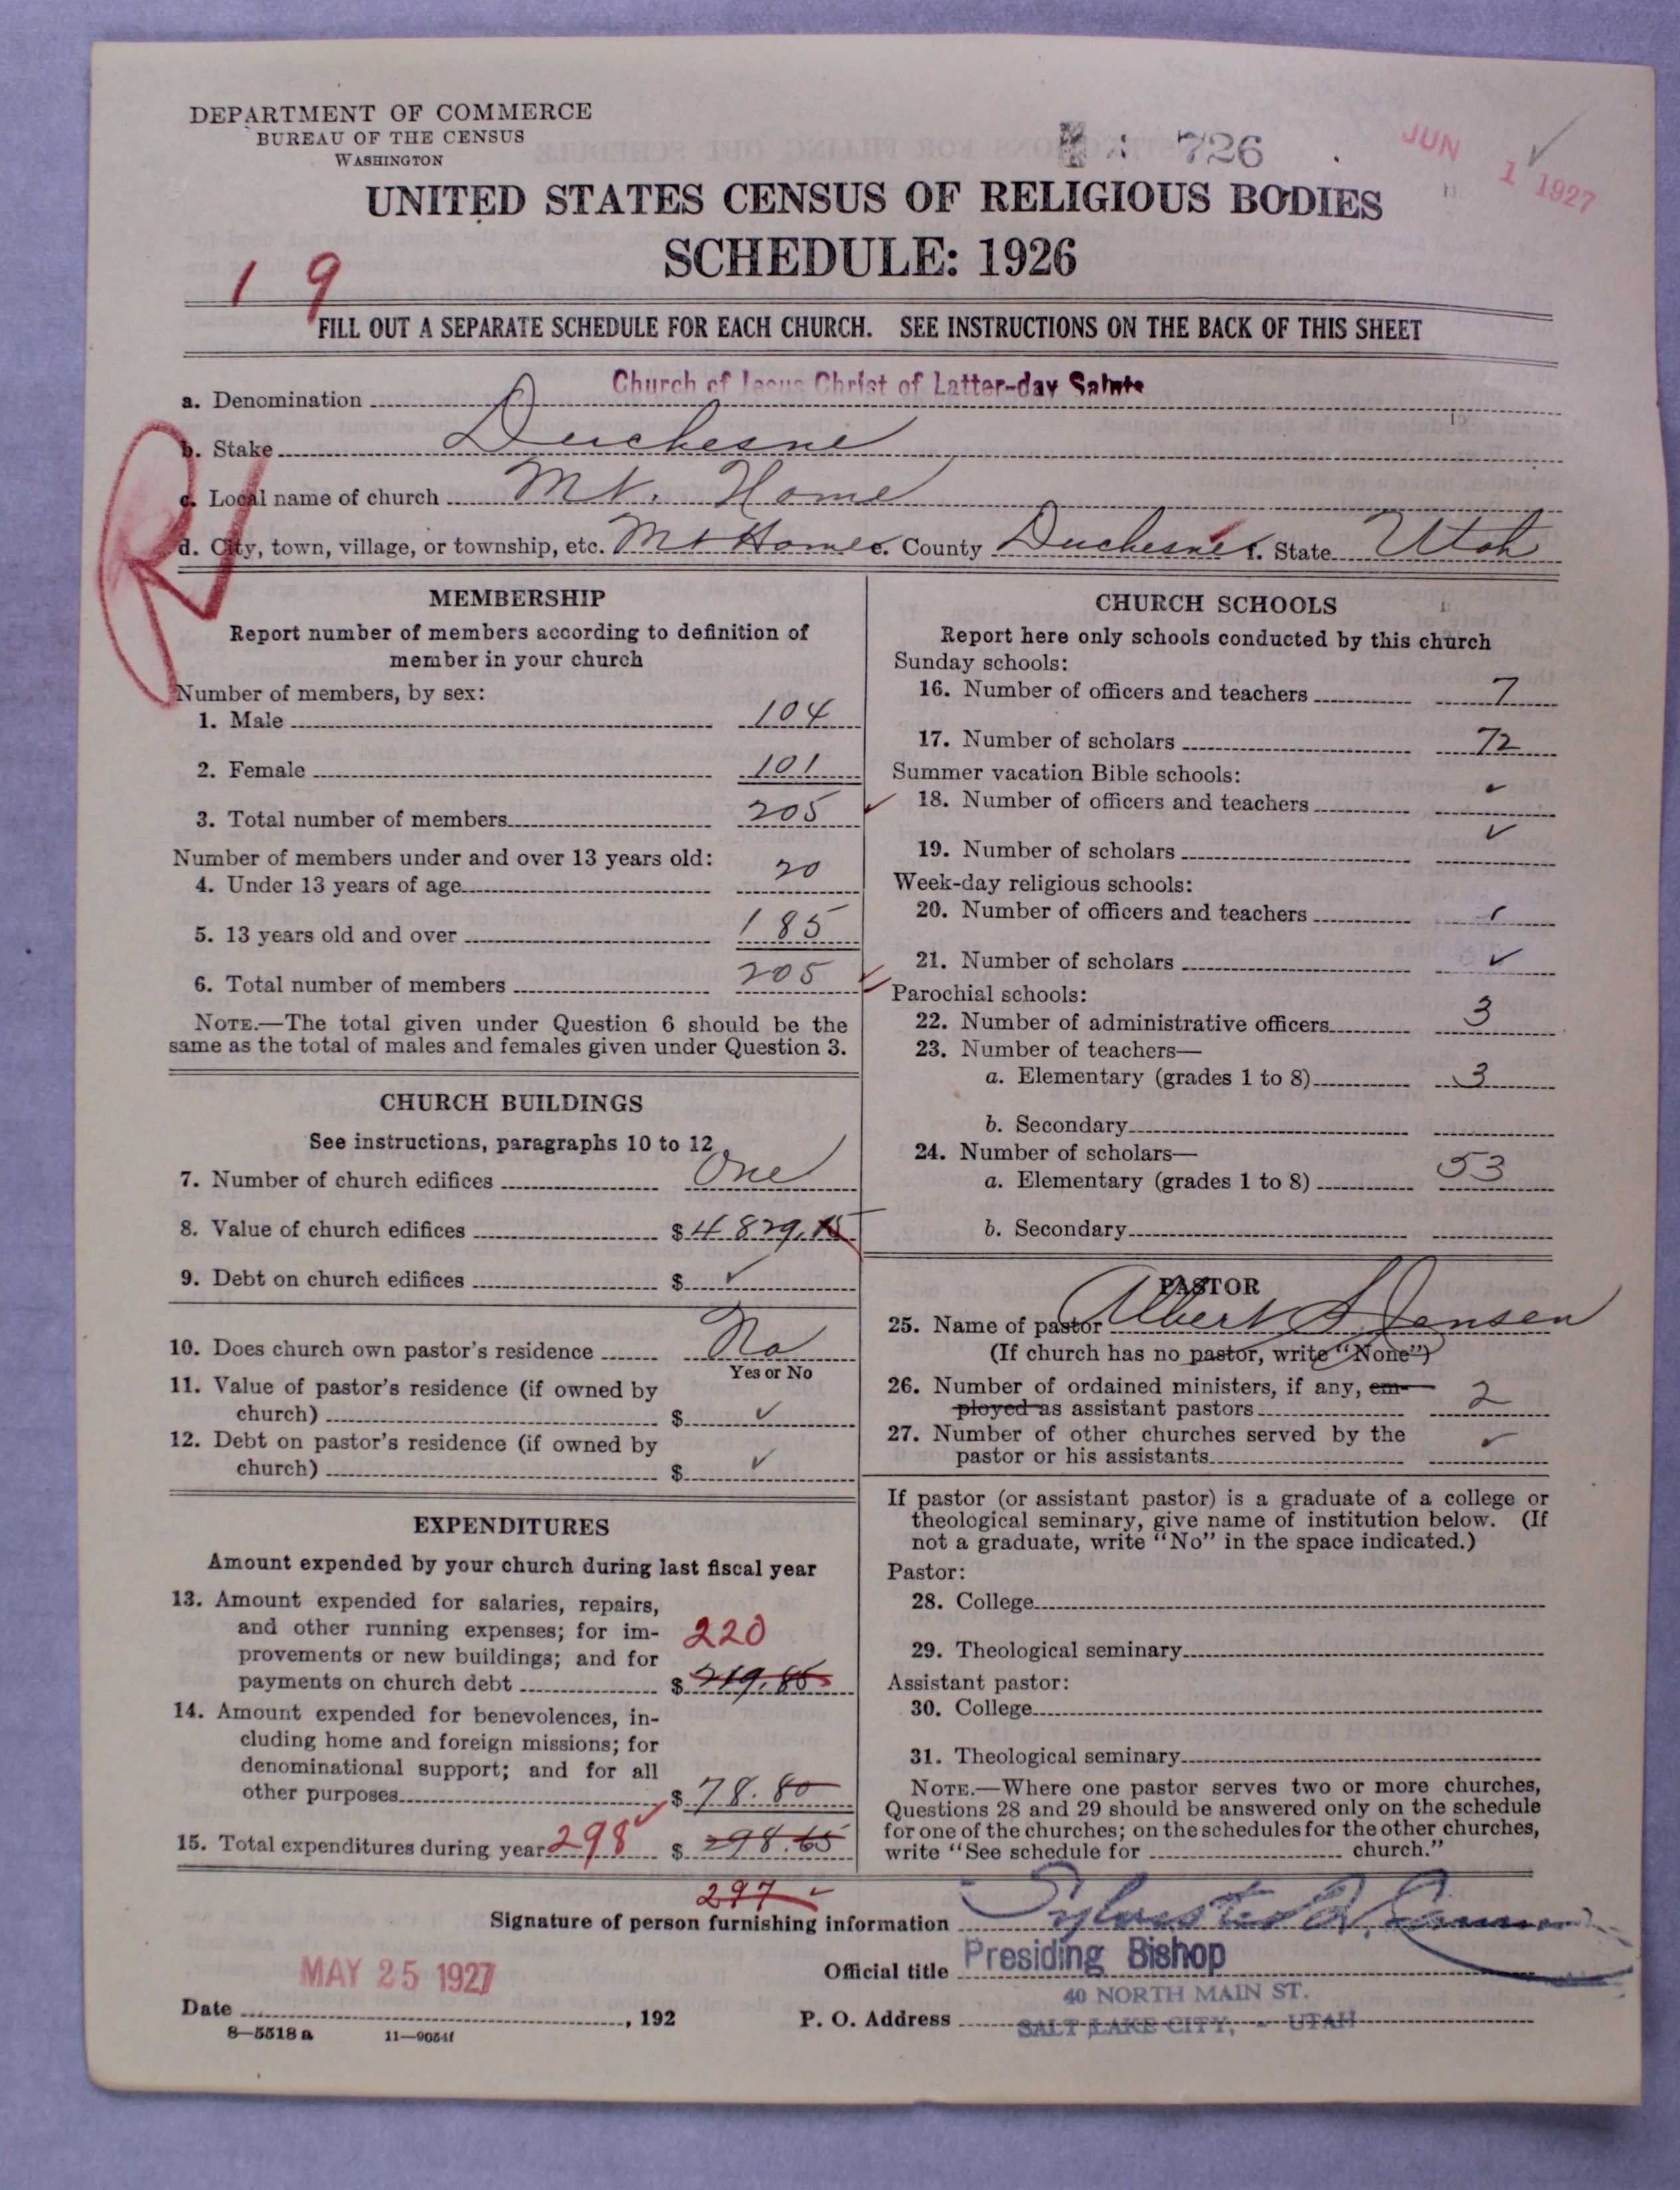 DEPARTMENT OF COMMERCE
BUREAU OF THE CENSUS
WASHINGTON
726
JUN 1 1927
UNITED STATES CENSUS OF RELIGIOUS BODIES
SCHEDULE: 1926
19
FILL OUT A SEPARATE SCHEDULE FOR EACH CHURCH. SEE INSTRUCTIONS ON THE BACK OF THIS SHEET
a. Denomination Church of Jesus Christ of Latter-day Saints
b. Stake Duchesne
c. Local name of church Mt. Home
d. City, town, village, or township, etc. Mt Home e. County Duchesne f. State Utah
R
MEMBERSHIP
Report number of members according to definition of
member in your church
Number of members, by sex:
1. Male 104
2. Female 101
3. Total number of members 205 ✓
Number of members under and over 13 years old:
4. Under 13 years of age 20
5. 13 years old and over 185
6. Total number of members 205 ✓
NOTE.—The total given under Question 6 should be the
same as the total of males and females given under Question 3.
CHURCH BUILDINGS
See instructions, paragraphs 10 to 12
7. Number of church edifices One
8. Value of church edifices $ 4829.15
9. Debt on church edifices $ ✓
10. Does church own pastor's residence No
Yes or No
11. Value of pastor's residence (if owned by
church) $ ✓
12. Debt on pastor's residence (if owned by
church) $ ✓
EXPENDITURES
Amount expended by your church during last fiscal year
13. Amount expended for salaries, repairs,
and other running expenses; for im-
provements or new buildings; and for 220
payments on church debt $ 219.85
14. Amount expended for benevolences, in-
cluding home and foreign missions; for
denominational support; and for all
other purposes $ 78.80
15. Total expenditures during year 298 ✓ $ 298.65
297 ✓
CHURCH SCHOOLS
Report here only schools conducted by this church
Sunday schools:
16. Number of officers and teachers 7
17. Number of scholars 72
Summer vacation Bible schools:
18. Number of officers and teachers ✓
19. Number of scholars ✓
Week-day religious schools:
20. Number of officers and teachers ✓
21. Number of scholars ✓
Parochial schools:
22. Number of administrative officers 3
23. Number of teachers—
a. Elementary (grades 1 to 8) 3
b. Secondary
24. Number of scholars—
a. Elementary (grades 1 to 8) 53
b. Secondary
PASTOR
25. Name of pastor Albert S. Jensen
(If church has no pastor, write "None")
26. Number of ordained ministers, if any, em-
ployed as assistant pastors 2
27. Number of other churches served by the
pastor or his assistants ✓
If pastor (or assistant pastor) is a graduate of a college or
theological seminary, give name of institution below. (If
not a graduate, write "No" in the space indicated.)
Pastor:
28. College
29. Theological seminary
Assistant pastor:
30. College
31. Theological seminary
NOTE.—Where one pastor serves two or more churches,
Questions 28 and 29 should be answered only on the schedule
for one of the churches; on the schedules for the other churches,
write "See schedule for church."
Signature of person furnishing information Sylvester Q. Cannon
Official title Presiding Bishop
MAY 25 1927
Date , 192
P. O. Address 40 NORTH MAIN ST.
SALT LAKE CITY, - UTAH
8—5518 a 11—9054f